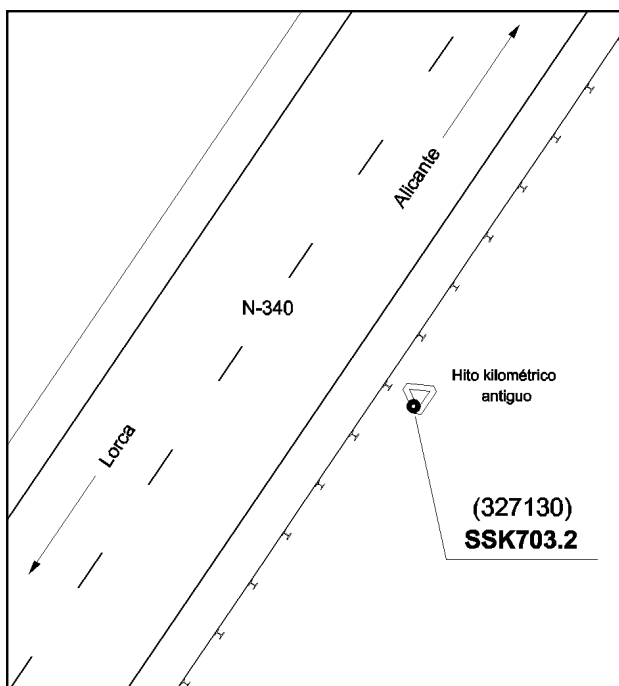 Alicante
N-340
Hito kilométrico
antiguo
Lorca
(327130)
SSK703.2